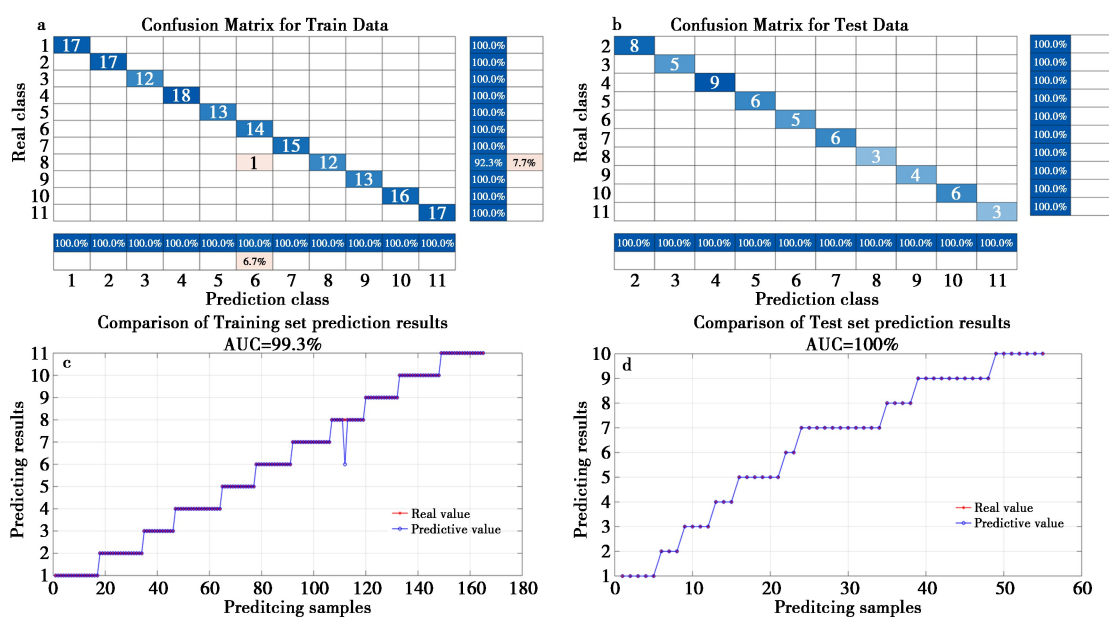 a
Confusion Matrix for Train Data
Real class
1 17 100.0%
2 17 100.0%
3 12 100.0%
4 18 100.0%
5 13 100.0%
6 14 100.0%
7 15 100.0%
8 1 12 92.3% 7.7%
9 13 100.0%
10 16 100.0%
11 17 100.0%
100.0% 100.0% 100.0% 100.0% 100.0% 100.0% 100.0% 100.0% 100.0% 100.0% 100.0%
6.7%
1 2 3 4 5 6 7 8 9 10 11
Prediction class
b
Confusion Matrix for Test Data
Real class
2 8 100.0%
3 5 100.0%
4 9 100.0%
5 6 100.0%
6 5 100.0%
7 6 100.0%
8 3 100.0%
9 4 100.0%
10 6 100.0%
11 3 100.0%
100.0% 100.0% 100.0% 100.0% 100.0% 100.0% 100.0% 100.0% 100.0% 100.0%
2 3 4 5 6 7 8 9 10 11
Prediction class
Comparison of Training set prediction results
AUC=99.3%
c
Predicting results
11
10
9
8
7
6
5
4
3
2
1
Real value
Predictive value
0 20 40 60 80 100 120 140 160 180
Preditcing samples
Comparison of Test set prediction results
AUC=100%
d
Predicting results
10
9
8
7
6
5
4
3
2
1
Real value
Predictive value
0 10 20 30 40 50 60
Preditcing samples